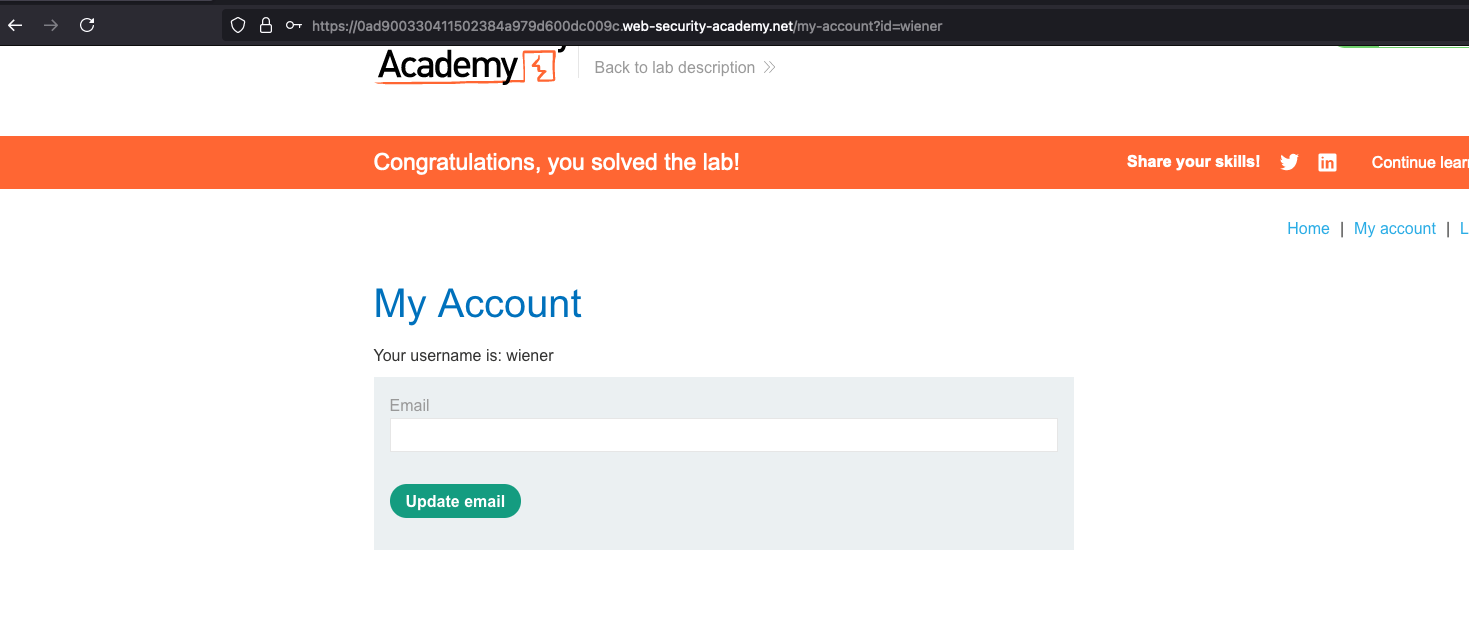 https://0ad900330411502384a979d600dc009c.web-security-academy.net/my-account?id=wiener
Academy
Back to lab description
Congratulations, you solved the lab!
Share your skills!
Continue lear
Home | My account | L
My Account
Your username is: wiener
Email
Update email